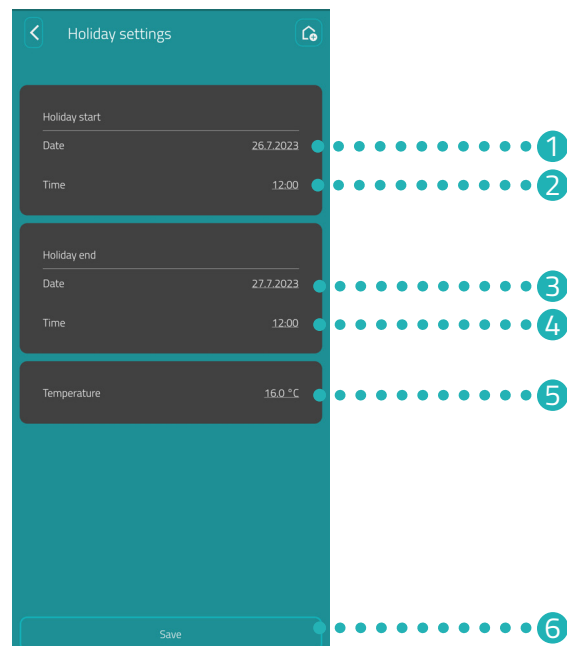 Holiday settings
Holiday start
Date 26.7.2023 1
Time 12:00 2
Holiday end
Date 27.7.2023 3
Time 12:00 4
Temperature 16.0 °C 5
Save 6